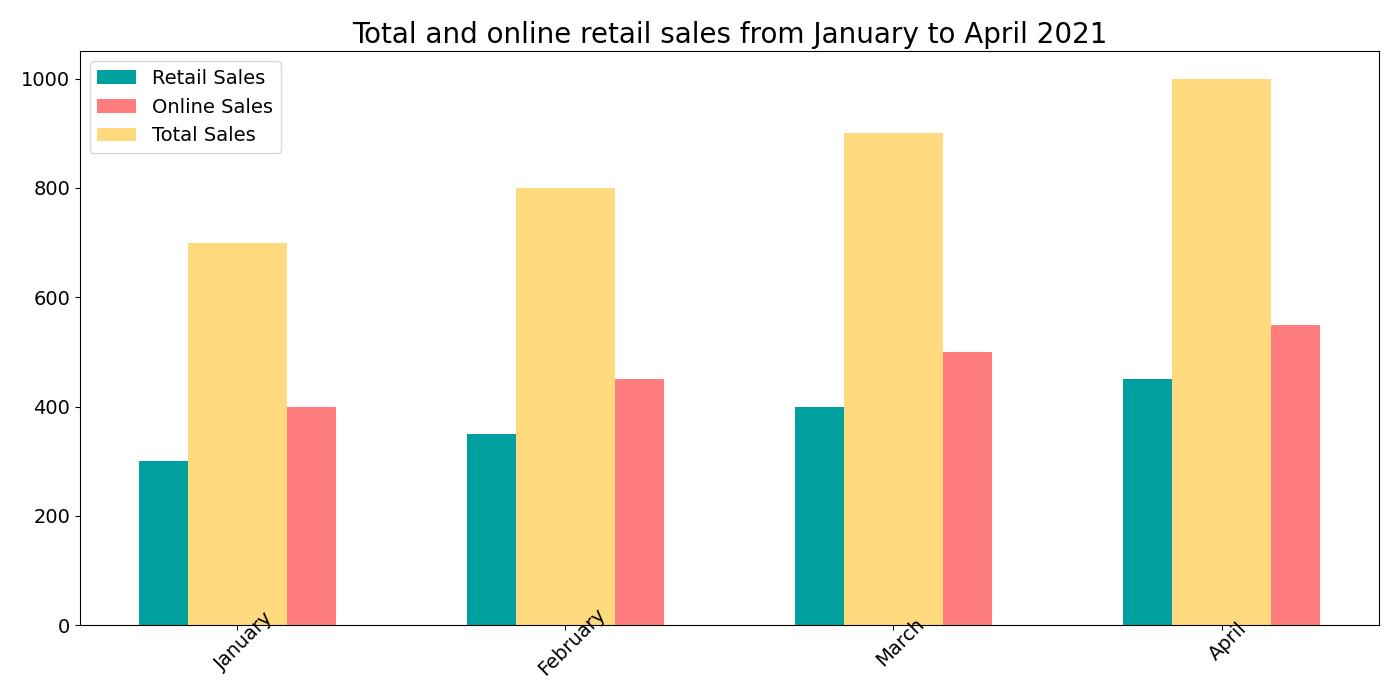 Total and online retail sales from January to April 2021
Retail Sales
Online Sales
Total Sales
1000
800
600
400
200
0
January
February
March
April